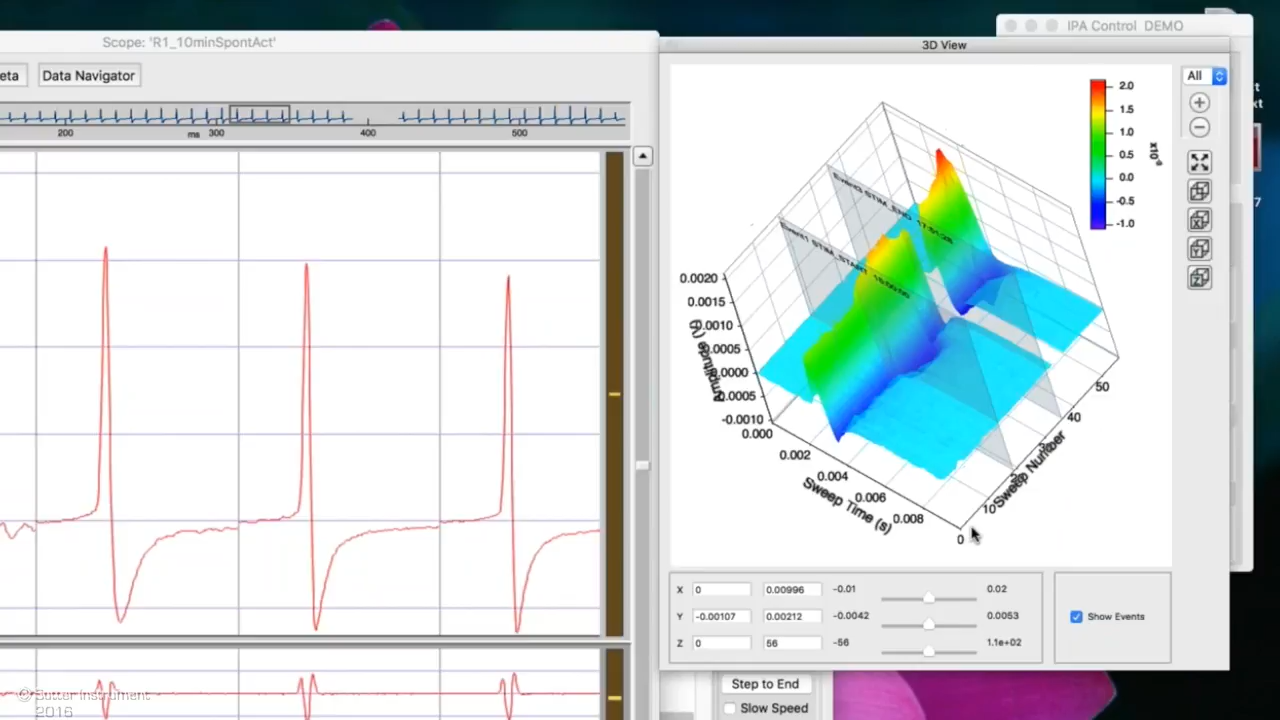 IPA Control DEMO
Scope: 'R1_10minSpontAct'
3D View
eta
Data Navigator
All
200
ms
300
400
500
2.0
1.5
1.0
0.5
0.0
-0.5
-1.0
Event3 STIM_END
Event1 STIM_START
0.0020
0.0015
0.0010
0.0005
0.0000
0.0005
-0.0010
Amplitude (V)
0.000
0.002
0.004
0.006
0.008
Sweep Time (s)
0
10
40
50
Sweep Number
X 0 0.00996 -0.01 0.02
Y -0.00107 0.00212 -0.0042 0.0053
Z 0 56 -56 1.1e+02
Show Events
Step to End
Slow Speed
Sutter Instrument
2016